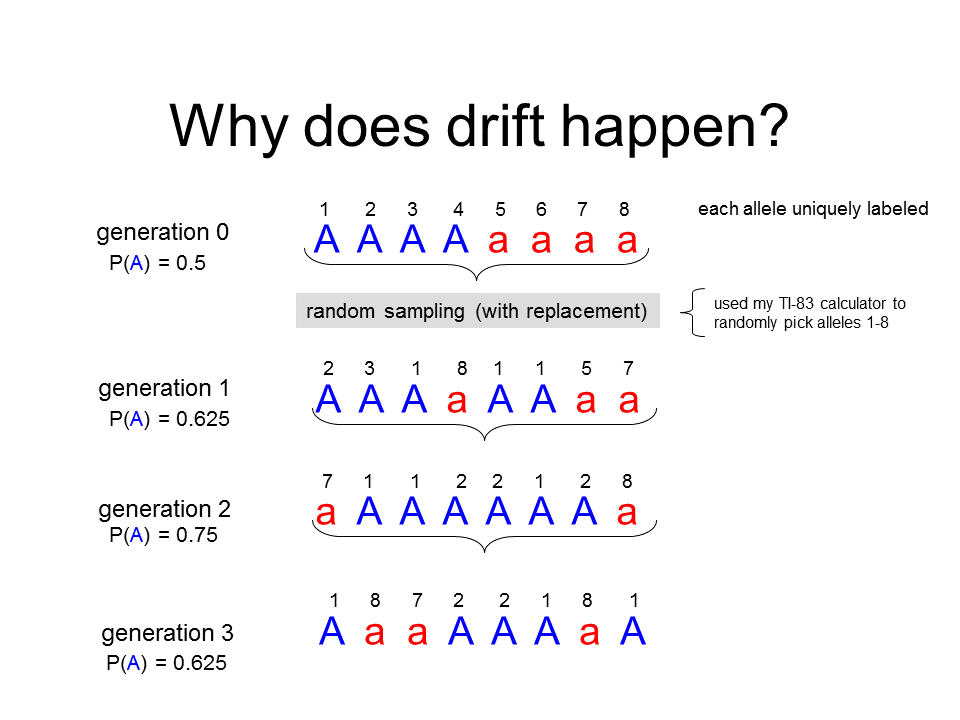 Why does drift happen?
1 2 3 4 5 6 7 8
each allele uniquely labeled
generation 0
A A A A a a a a
P(A) = 0.5
random sampling (with replacement)
used my TI-83 calculator to
randomly pick alleles 1-8
2 3 1 8 1 1 5 7
generation 1
A A A a A A a a
P(A) = 0.625
7 1 1 2 2 1 2 8
generation 2
a A A A A A A a
P(A) = 0.75
1 8 7 2 2 1 8 1
generation 3
A a a A A A a A
P(A) = 0.625